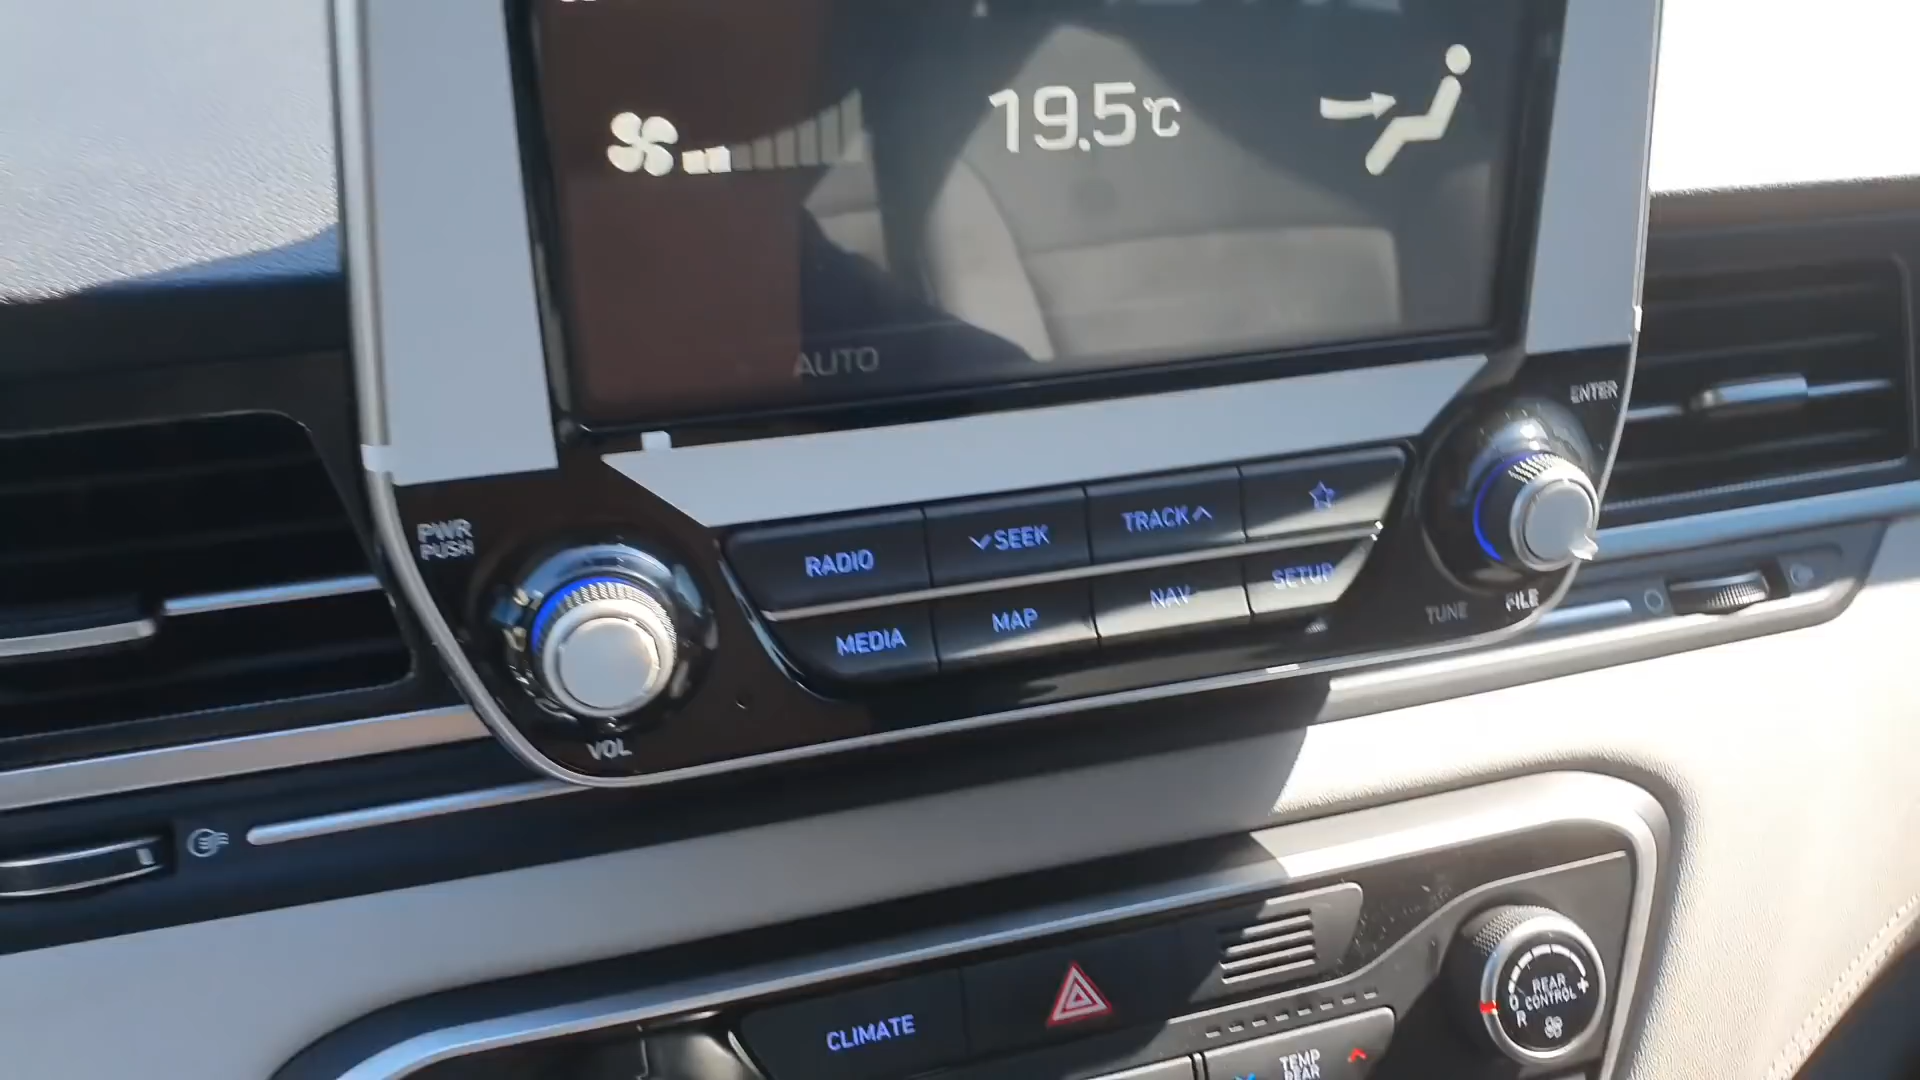 19.5°C
AUTO
ENTER
PWR
PUSH
RADIO
SEEK
TRACK
MEDIA
MAP
NAV
SETUP
TUNE
FILE
VOL
CLIMATE
REAR
CONTROL
O
R
TEMP
REAR